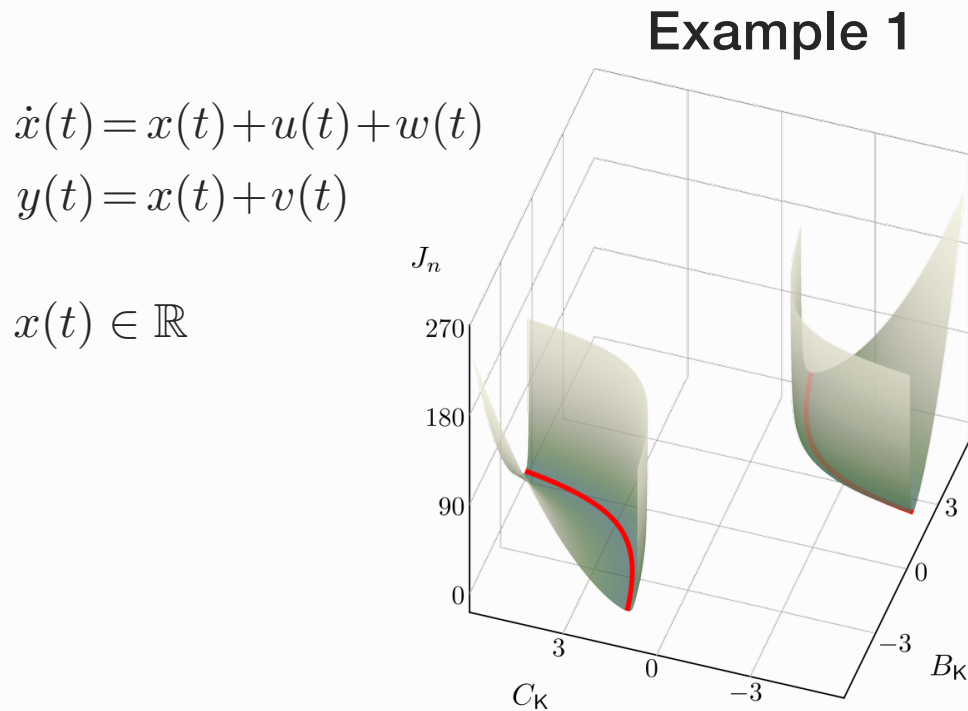 Example 1
ẋ(t) = x(t) + u(t) + w(t)
y(t) = x(t) + v(t)
x(t) ∈ ℝ
J_n
270
180
90
0
3
0
−3
C_K
3
0
−3
B_K